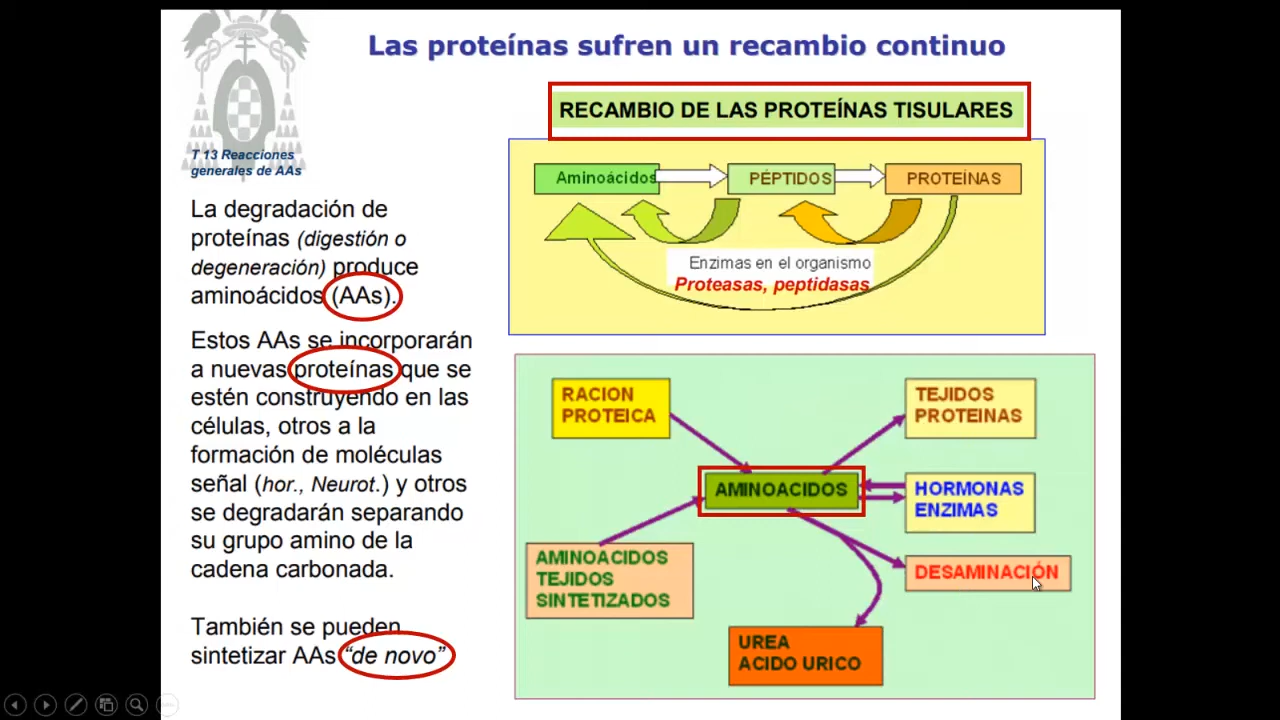 Las proteínas sufren un recambio continuo
T 13 Reacciones
generales de AAs
La degradación de
proteínas (digestión o
degeneración) produce
aminoácidos (AAs).
Estos AAs se incorporarán
a nuevas proteínas que se
estén construyendo en las
células, otros a la
formación de moléculas
señal (hor., Neurot.) y otros
se degradarán separando
su grupo amino de la
cadena carbonada.
También se pueden
sintetizar AAs “de novo”
RECAMBIO DE LAS PROTEÍNAS TISULARES
Aminoácidos
PÉPTIDOS
PROTEÍNAS
Enzimas en el organismo
Proteasas, peptidasas
RACION
PROTEICA
TEJIDOS
PROTEINAS
AMINOACIDOS
HORMONAS
ENZIMAS
AMINOACIDOS
TEJIDOS
SINTETIZADOS
DESAMINACIÓN
UREA
ACIDO URICO